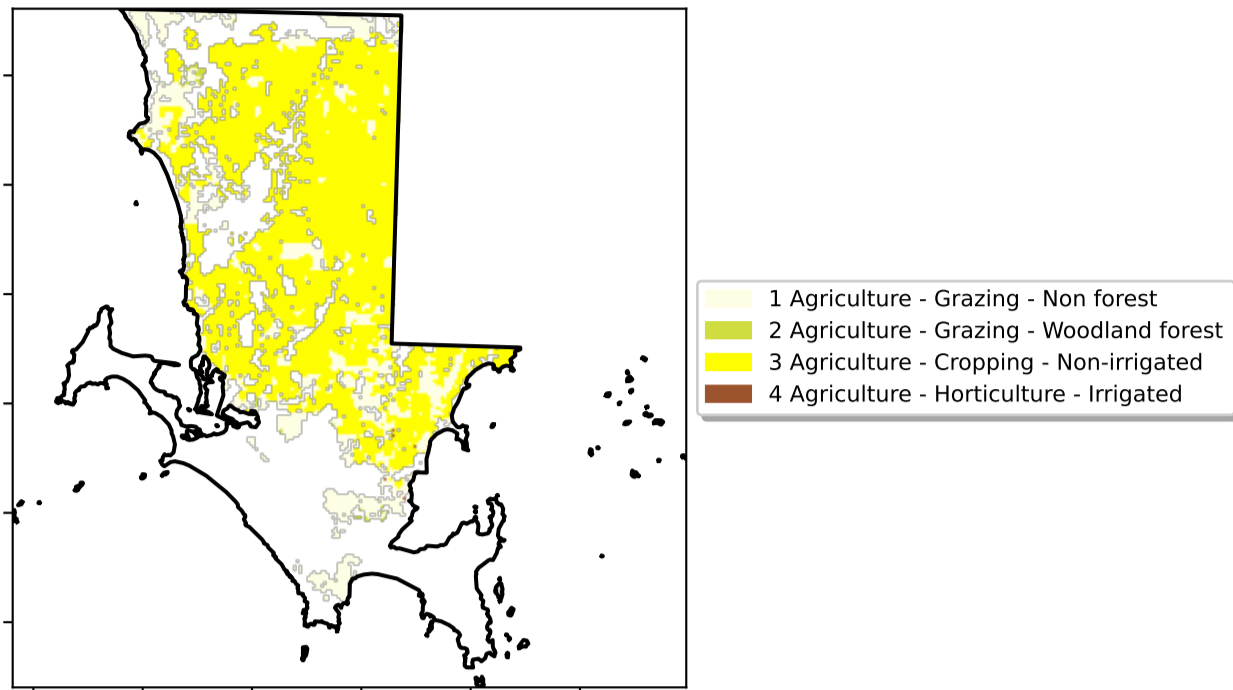 1 Agriculture - Grazing - Non forest
2 Agriculture - Grazing - Woodland forest
3 Agriculture - Cropping - Non-irrigated
4 Agriculture - Horticulture - Irrigated